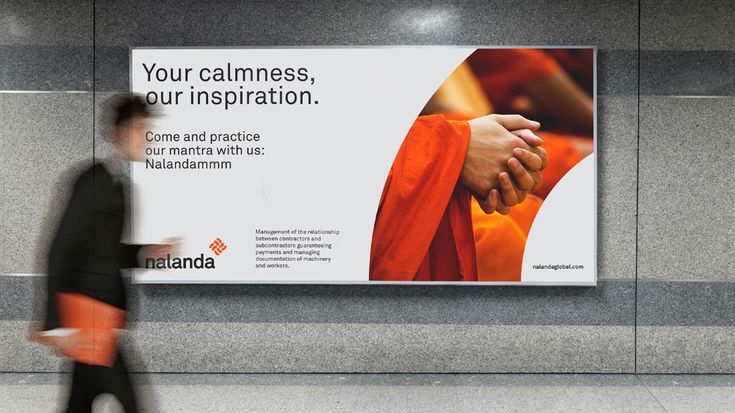 Your calmness,
our inspiration.
Come and practice
our mantra with us:
Nalandammm
Management of the relationship
between contractors and
subcontractors guaranteeing
payments and managing
documentation of machinery
and workers.
nalanda
nalandaglobal.com